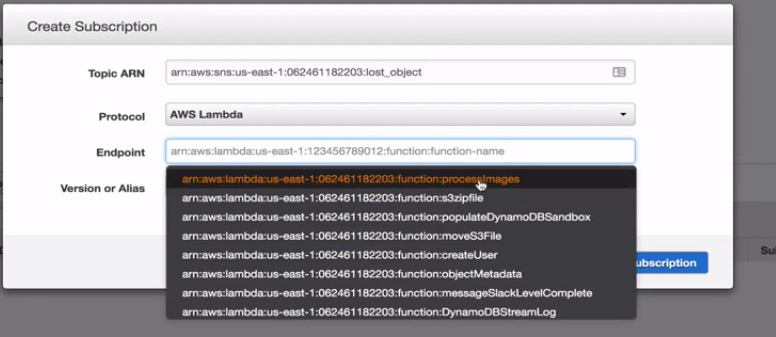 Create Subscription
Topic ARN arn:aws:sns:us-east-1:062461182203:lost_object
Protocol AWS Lambda
Endpoint arn:aws:lambda:us-east-1:123456789012:function:function-name
arn:aws:lambda:us-east-1:062461182203:function:processImages
Version or Alias
arn:aws:lambda:us-east-1:062461182203:function:s3zipfile
arn:aws:lambda:us-east-1:062461182203:function:populateDynamoDBSandbox
arn:aws:lambda:us-east-1:062461182203:function:moveS3File
arn:aws:lambda:us-east-1:062461182203:function:createUser
arn:aws:lambda:us-east-1:062461182203:function:objectMetadata
ubscription
arn:aws:lambda:us-east-1:062461182203:function:messageSlackLevelComplete
arn:aws:lambda:us-east-1:062461182203:function:DynamoDBStreamLog